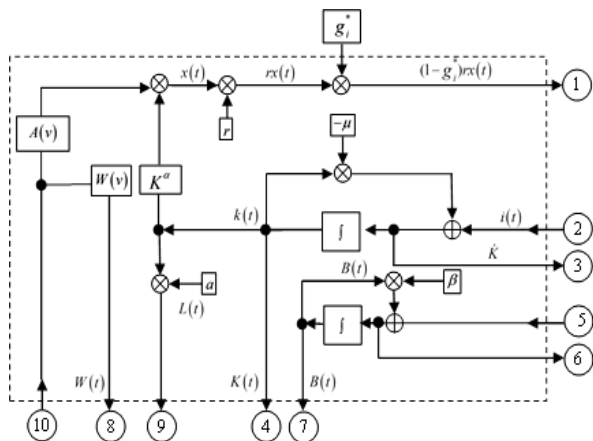 g_i^*
x(t)
rx(t)
(1-g_i^*)rx(t)
1
r
A(v)
-μ
W(v)
K^α
k(t)
∫
i(t)
2
K̇
3
a
B(t)
β
L(t)
∫
5
6
W(t)
K(t)
B(t)
10
8
9
4
7